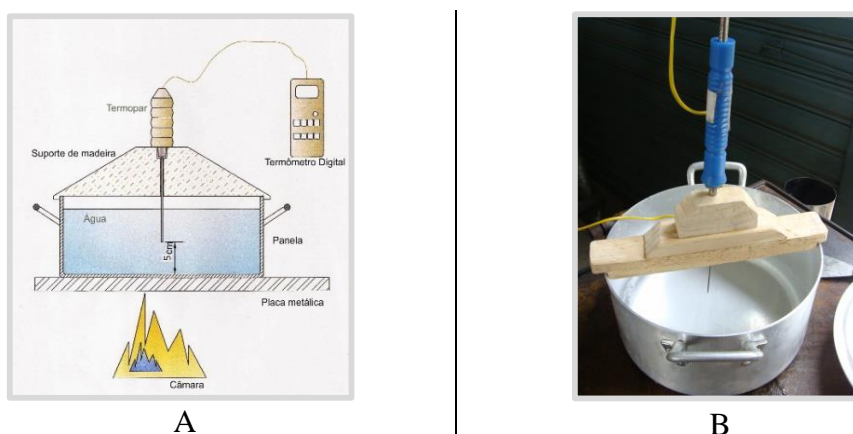 Termopar
Suporte de madeira
Termômetro Digital
Água
5 cm
Panela
Placa metálica
Câmara
A
B